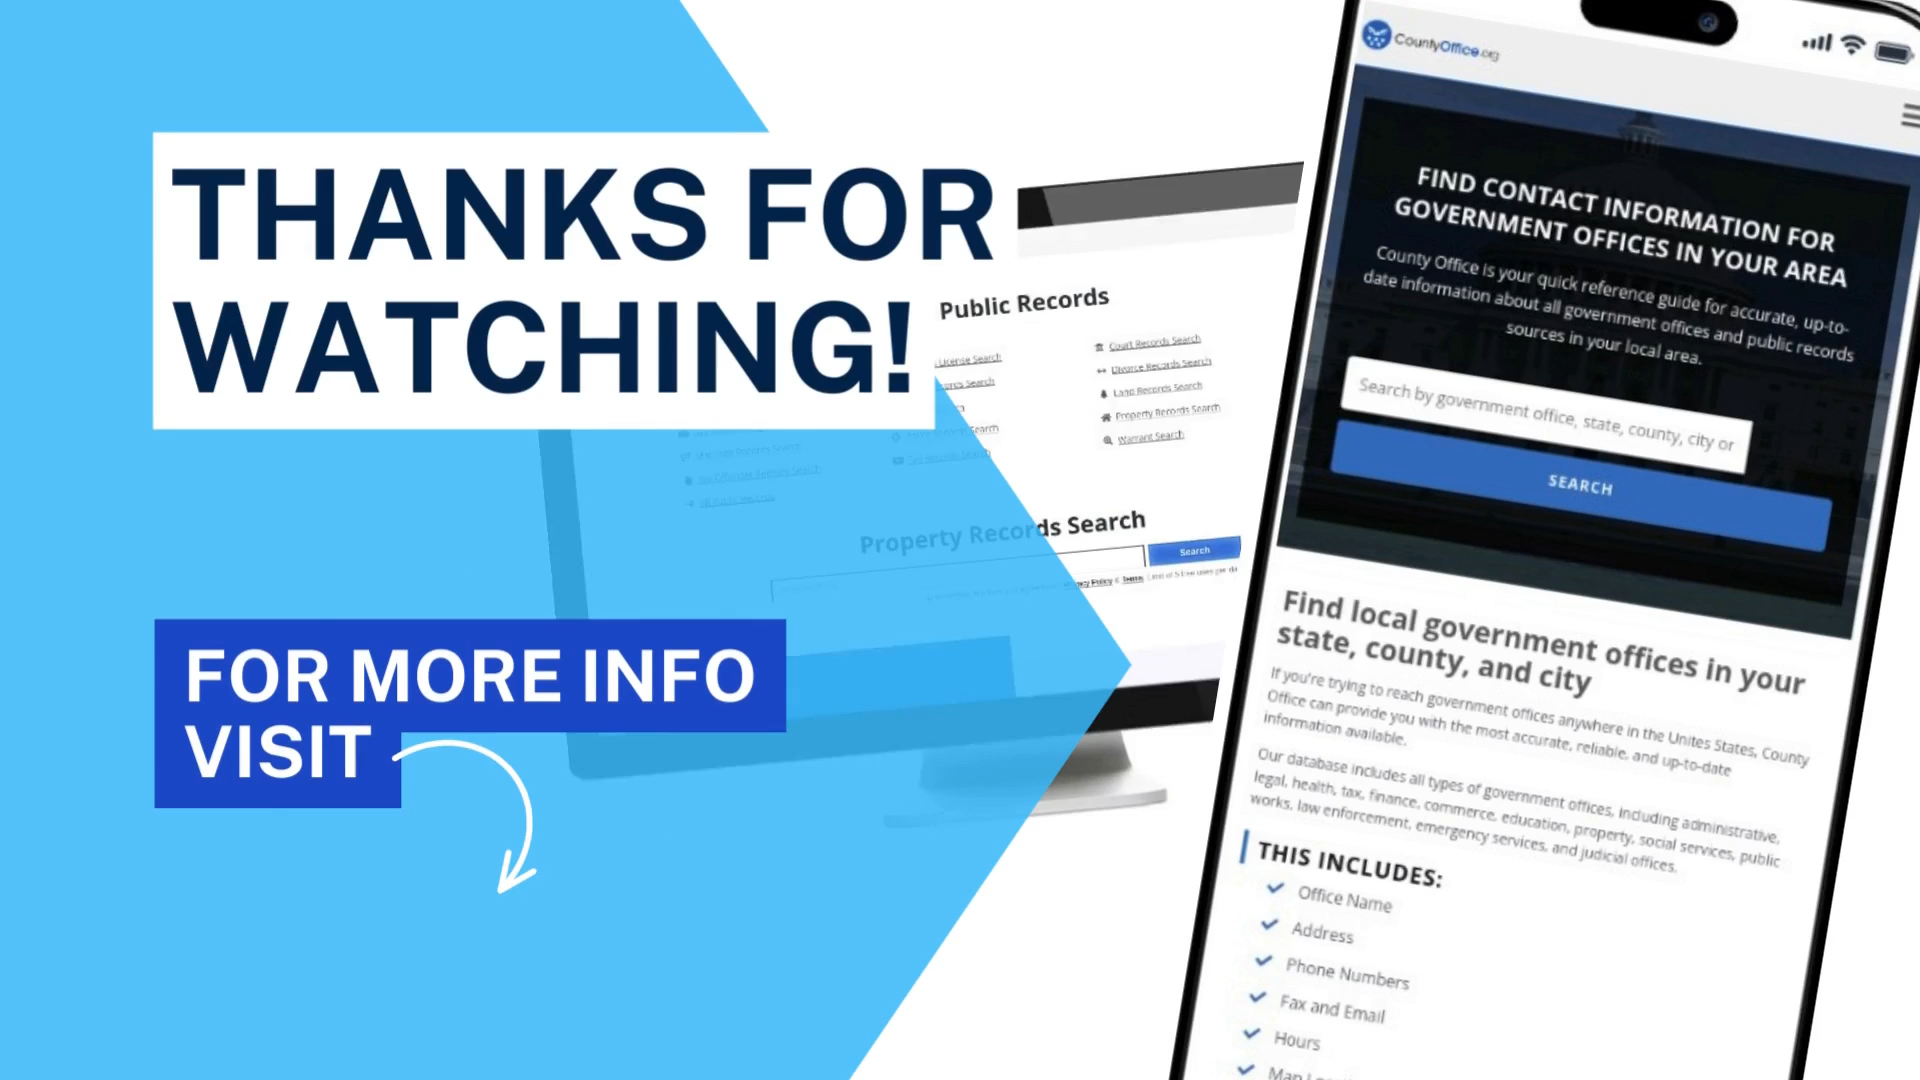 THANKS FOR
WATCHING!
FOR MORE INFO
VISIT
Public Records
License Search
Search
Search
Court Records Search
Divorce Records Search
Land Records Search
Property Records Search
Warrant Search
Property Records Search
Search
Policy & Terms
CountyOffice.org
FIND CONTACT INFORMATION FOR
GOVERNMENT OFFICES IN YOUR AREA
County Office is your quick reference guide for accurate, up-to-
date information about all government offices and public records
sources in your local area.
Search by government office, state, county, city or
SEARCH
Find local government offices in your
state, county, and city
If you're trying to reach government offices anywhere in the Unites States, County
Office can provide you with the most accurate, reliable, and up-to-date
information available.
Our database includes all types of government offices, including administrative,
legal, health, tax, finance, commerce, education, property, social services, public
works, law enforcement, emergency services, and judicial offices.
THIS INCLUDES:
Office Name
Address
Phone Numbers
Fax and Email
Hours